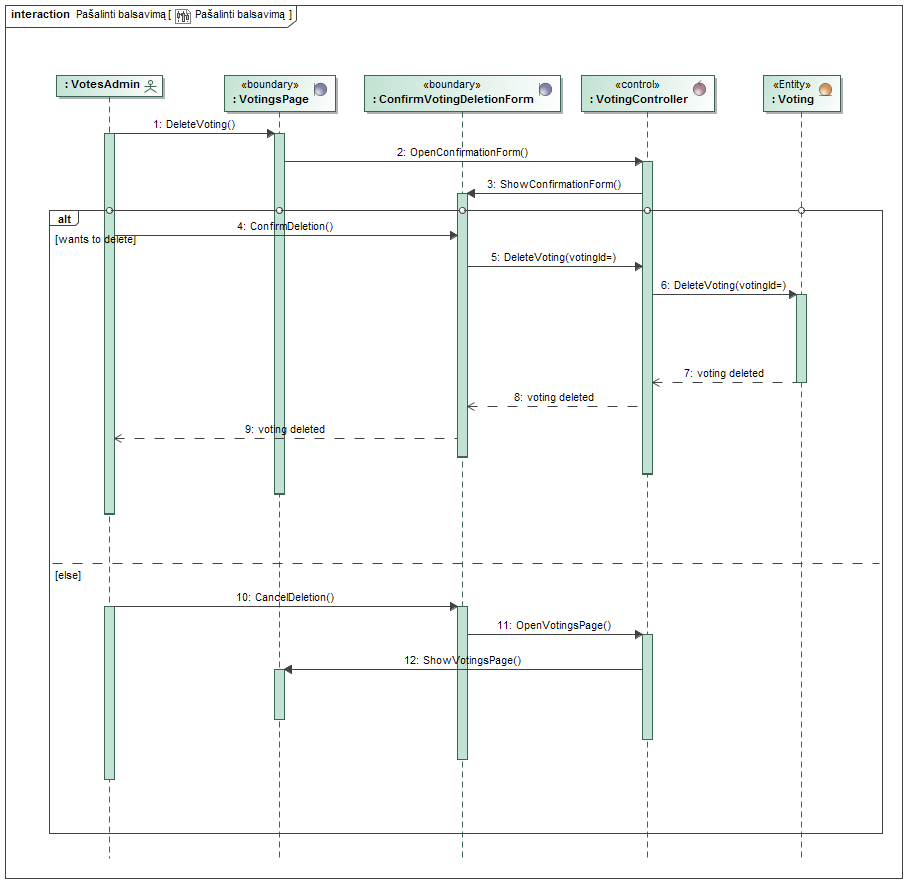 interaction Pašalinti balsavimą [ Pašalinti balsavimą ]
: VotesAdmin
«boundary»
: VotingsPage
«boundary»
: ConfirmVotingDeletionForm
«control»
: VotingController
«Entity»
: Voting
1: DeleteVoting()
2: OpenConfirmationForm()
3: ShowConfirmationForm()
alt
[wants to delete]
4: ConfirmDeletion()
5: DeleteVoting(votingId=)
6: DeleteVoting(votingId=)
7: voting deleted
8: voting deleted
9: voting deleted
[else]
10: CancelDeletion()
11: OpenVotingsPage()
12: ShowVotingsPage()